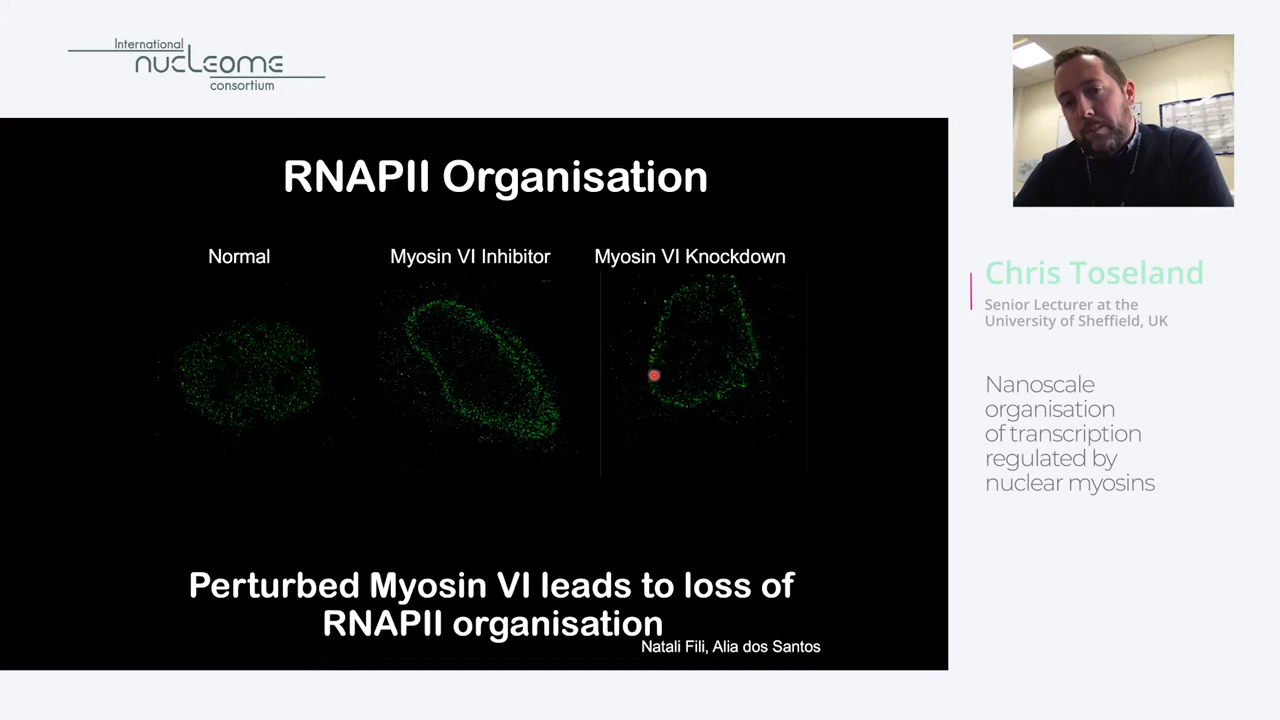 International
nucleome
consortium
RNAPII Organisation
Normal
Myosin VI Inhibitor
Myosin VI Knockdown
Perturbed Myosin VI leads to loss of
RNAPII organisation
Natali Fili, Alia dos Santos
Chris Toseland
Senior Lecturer at the
University of Sheffield, UK
Nanoscale
organisation
of transcription
regulated by
nuclear myosins